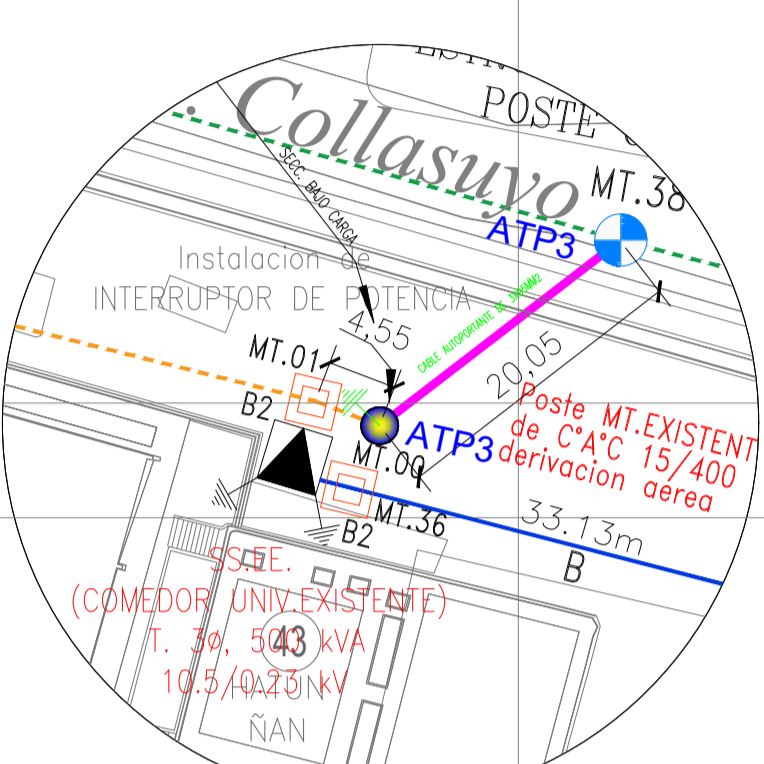 POSTE
. Collasuyo
MT.38
SECC. BAJO CARGA
ATP3
Instalacion de
INTERRUPTOR DE POTENCIA
4,55
20,05
MT.01
B2
Poste MT.EXISTENT
de C°A°C 15/400
derivacion aerea
ATP3
MT.00
MT.36
B2
33.13m
B
SS.EE.
(COMEDOR UNIV.EXISTENTE)
T. 3ø, 500 kVA
10.5/0.23 kV
43
HATUN
ÑAN
CABLE AUTOPORTANTE DE